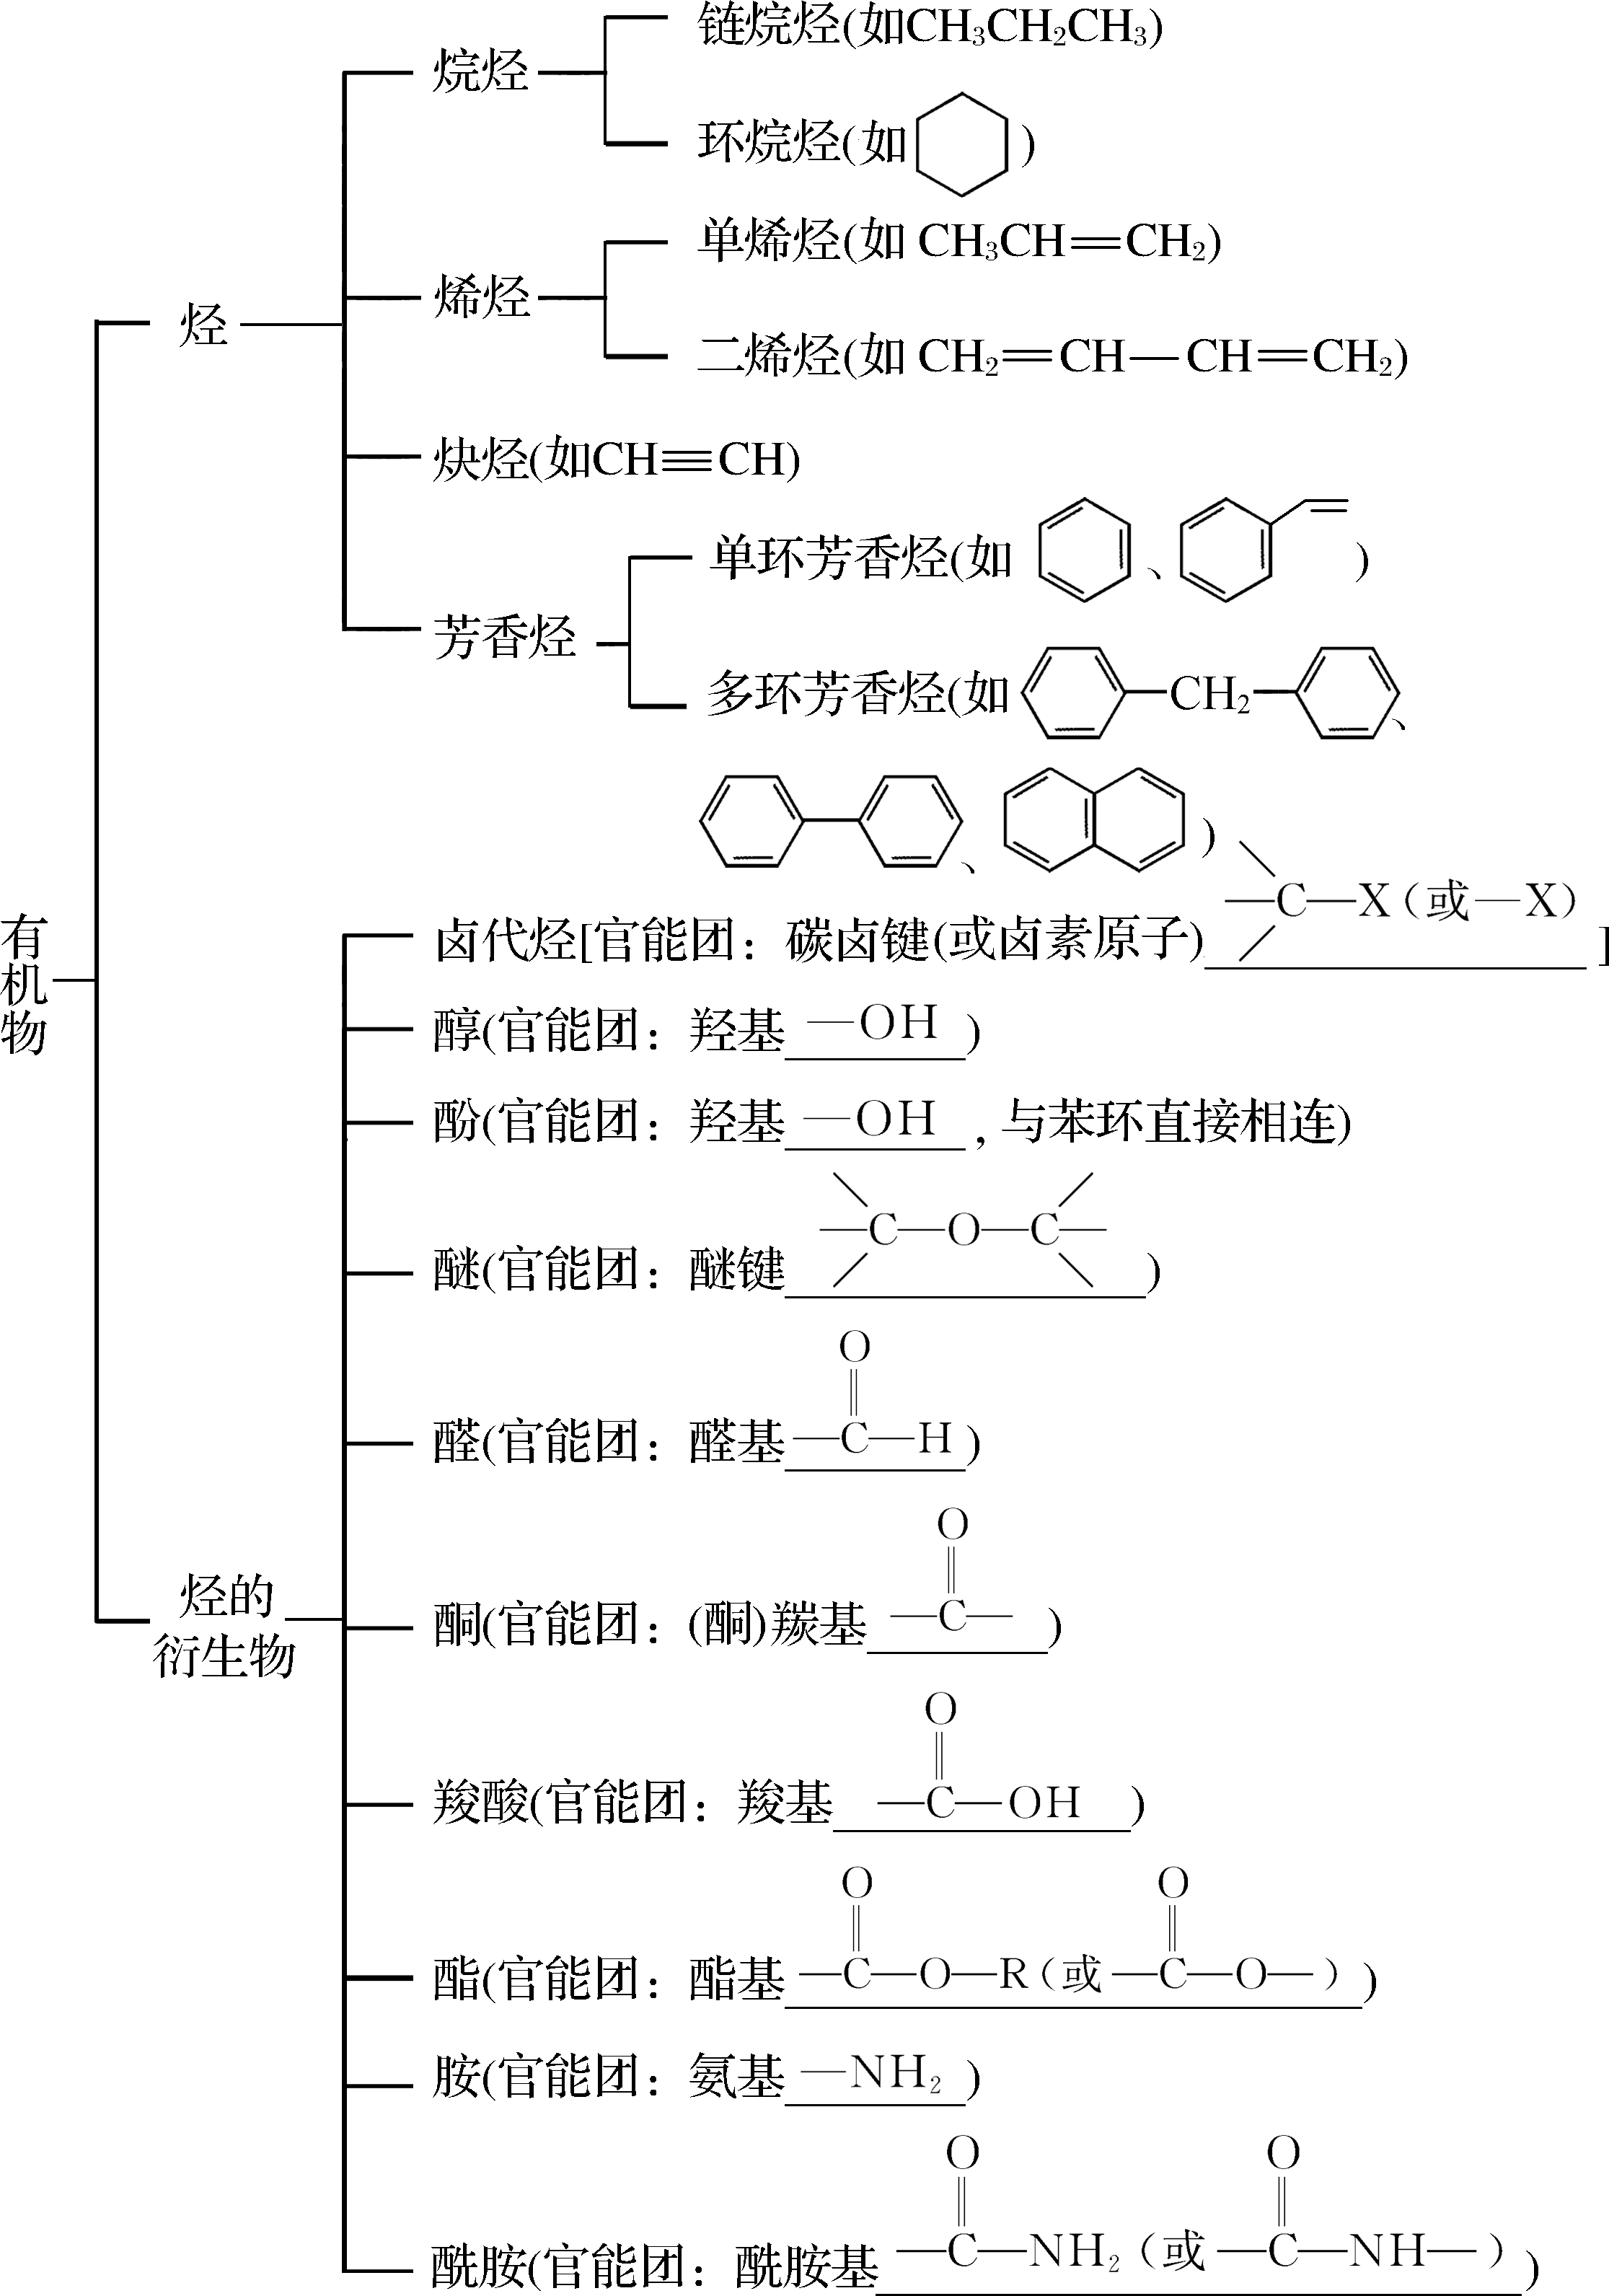 链烷烃(如CH₃CH₂CH₃)
烷烃
环烷烃(如 )
单烯烃(如 CH₃CH═CH₂)
烯烃
烃
二烯烃(如 CH₂═CH—CH═CH₂)
炔烃(如CH≡CH)
单环芳香烃(如 、 )
芳香烃
多环芳香烃(如 —CH₂— 、
、 )
有机物
卤代烃[官能团：碳卤键(或卤素原子) —C—X（或—X） ]
醇(官能团：羟基 —OH )
酚(官能团：羟基 —OH , 与苯环直接相连)
醚(官能团：醚键 —C—O—C— )
O
醛(官能团：醛基 —C—H )
O
烃的
衍生物
酮(官能团：(酮)羰基 —C— )
O
羧酸(官能团：羧基 —C—OH )
O O
酯(官能团：酯基 —C—O—R（或—C—O—） )
胺(官能团：氨基 —NH₂ )
O O
酰胺(官能团：酰胺基 —C—NH₂（或—C—NH—） )